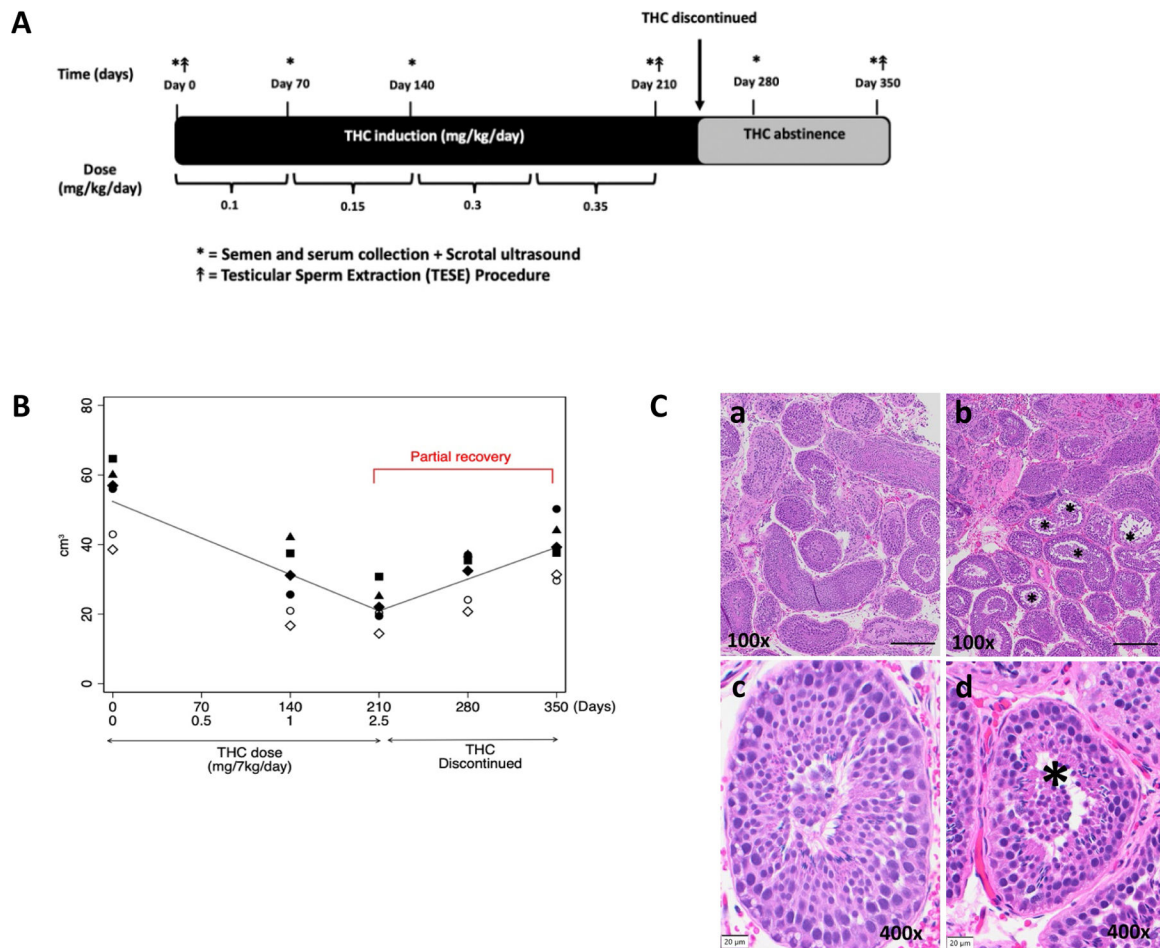 A
THC discontinued
Time (days)
*↟ * * *↟ * *↟
Day 0 Day 70 Day 140 Day 210 Day 280 Day 350
THC induction (mg/kg/day) THC abstinence
Dose
(mg/kg/day)
0.1 0.15 0.3 0.35
* = Semen and serum collection + Scrotal ultrasound
↟ = Testicular Sperm Extraction (TESE) Procedure
B
80
60
40
20
0
cm³
Partial recovery
0 70 140 210 280 350 (Days)
0 0.5 1 2.5
THC dose
(mg/7kg/day)
THC
Discontinued
C
a
100x
b
* * * * *
100x
c
20 µm
400x
d
*
20 µm
400x